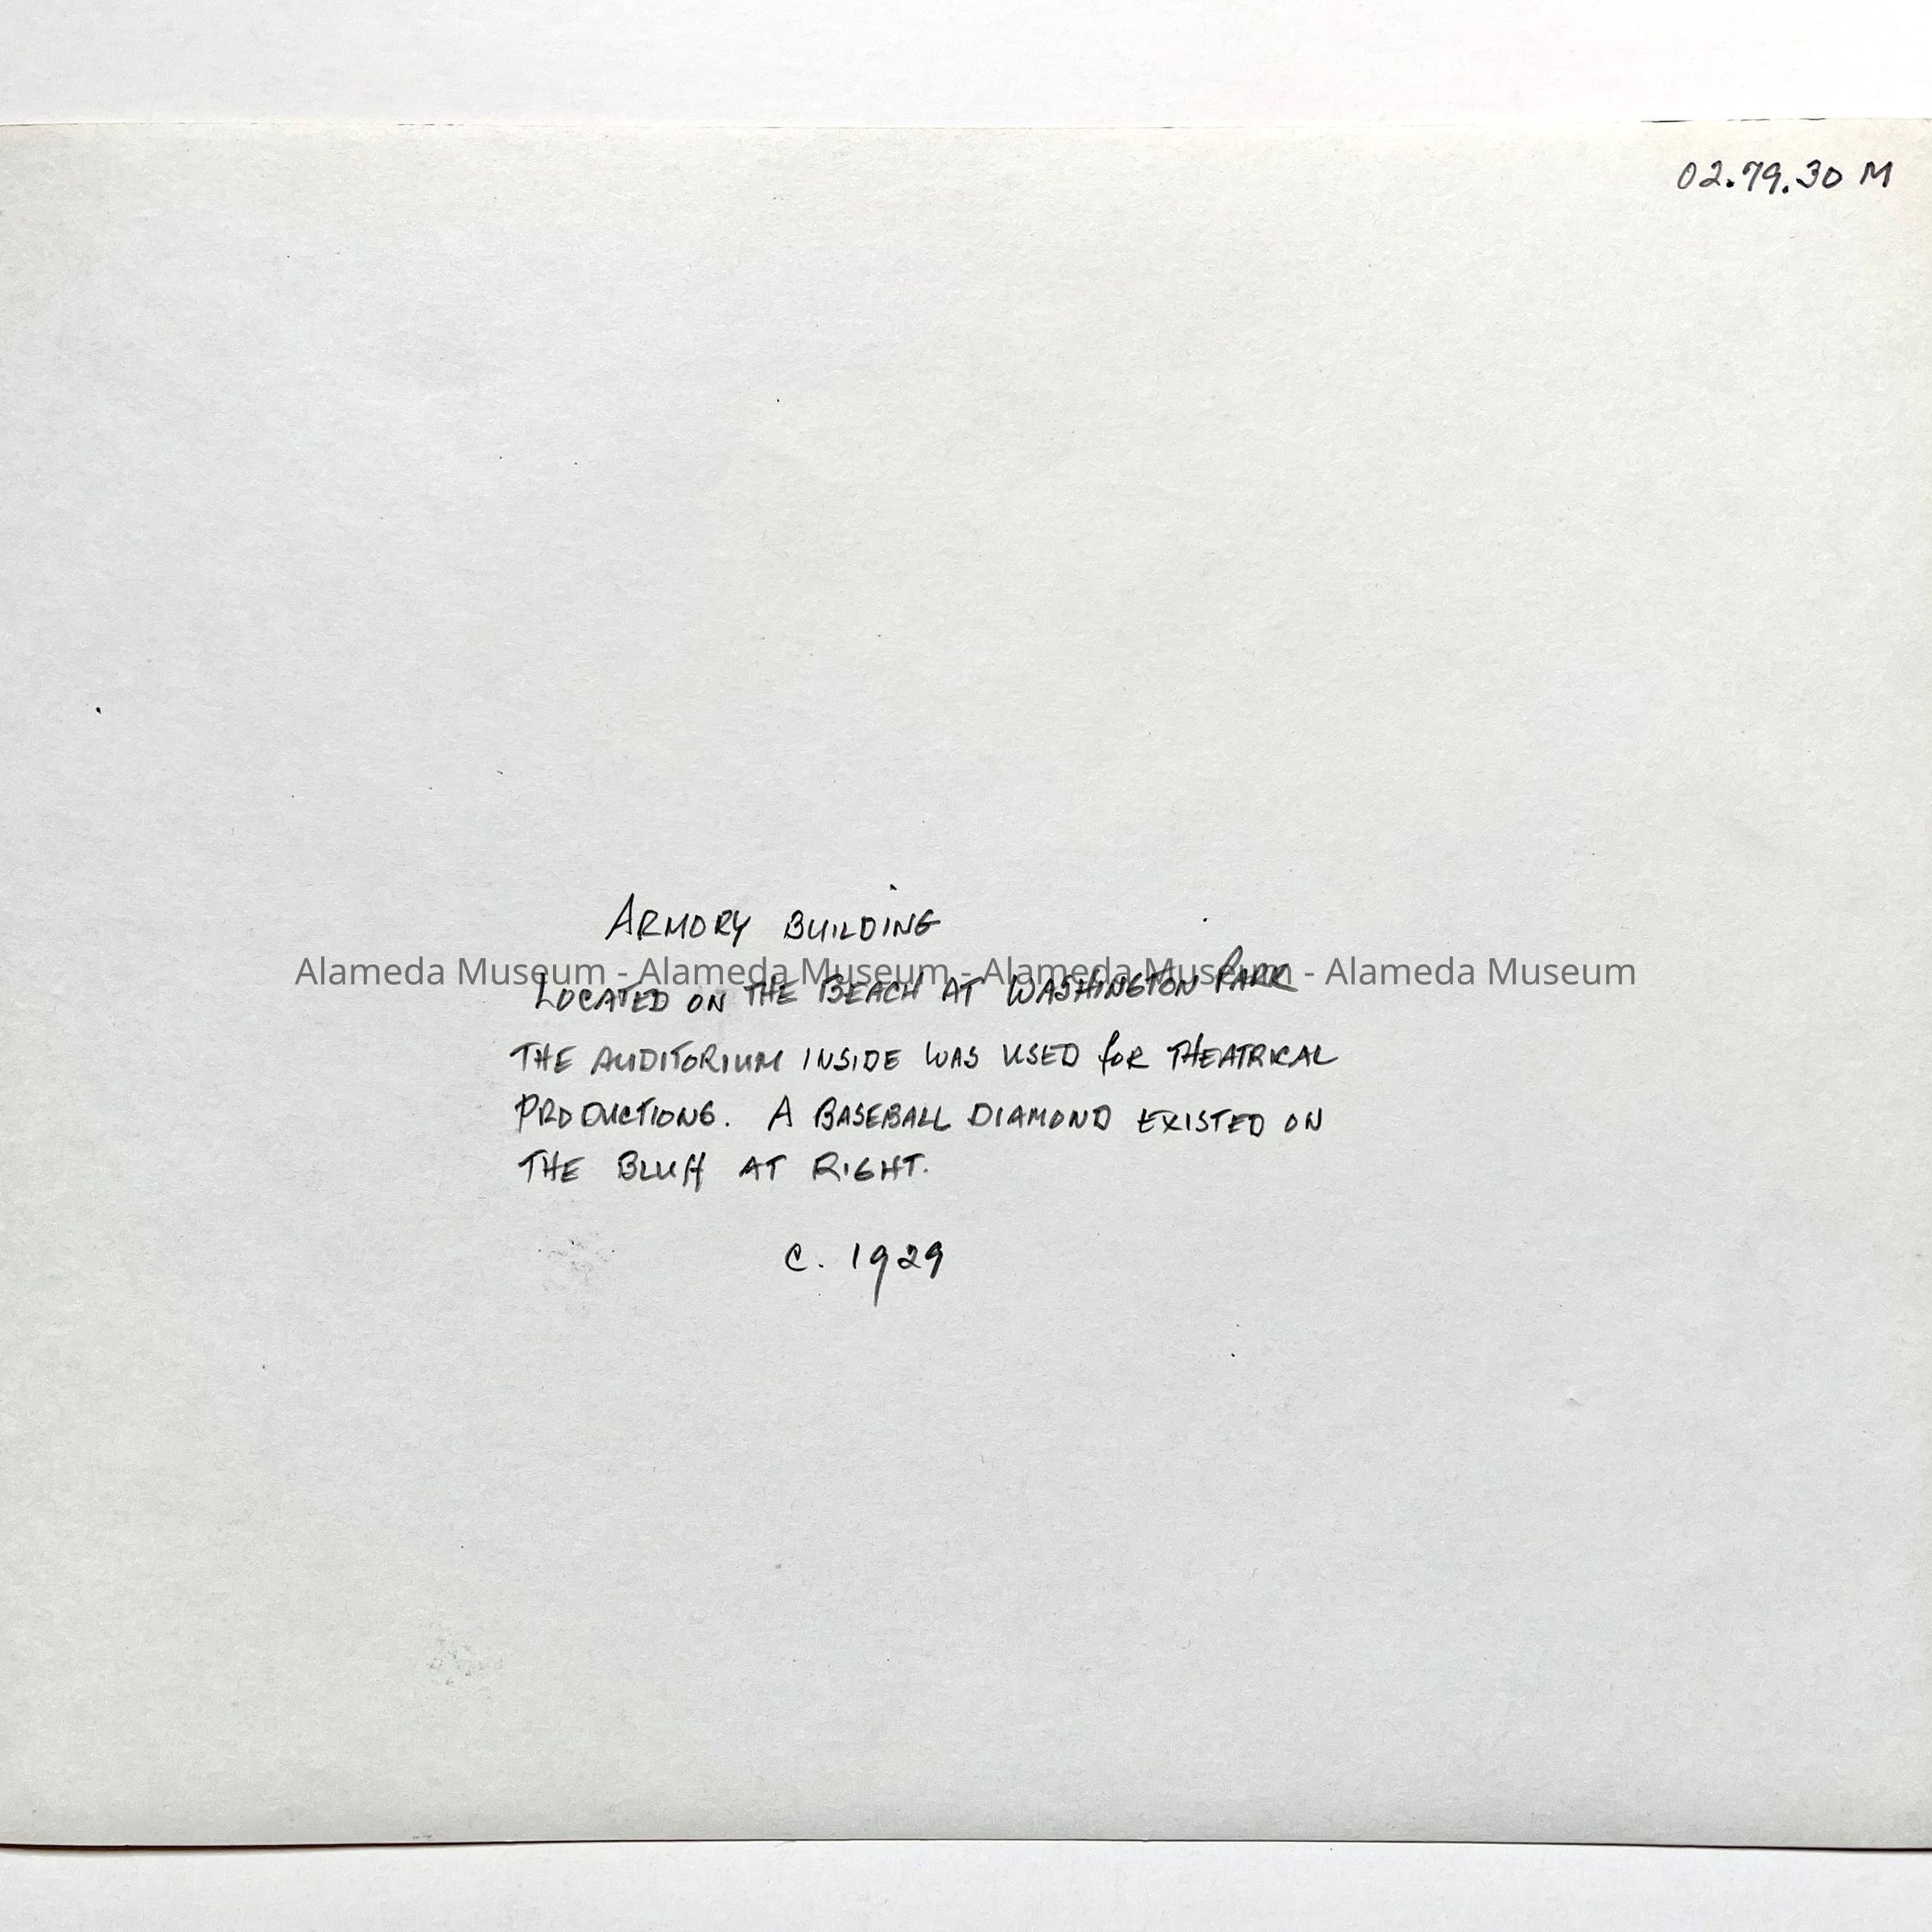 02.79.30 M
ARMORY BUILDING
Alameda Museum - Alameda Museum - Alameda Museum - Alameda Museum
LOCATED ON THE BEACH AT WASHINGTON PARK
THE AUDITORIUM INSIDE WAS USED for THEATRICAL
PRODUCTIONS. A BASEBALL DIAMOND EXISTED ON
THE BLUff AT RIGHT.
C. 1929